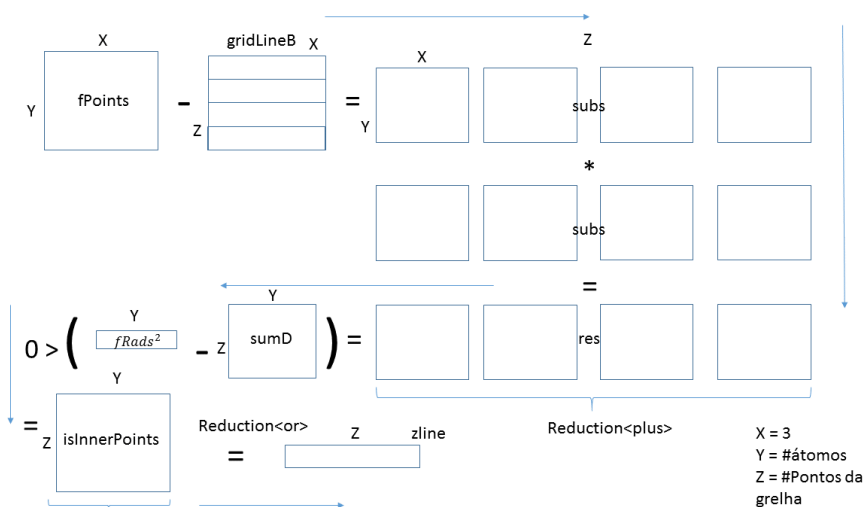 X
gridLineB
X
Z
fPoints
Y
-
Z
=
X
Y
subs
*
subs
=
Y
0 >
(
Y
fRads²
-
Z
sumD
)
=
res
Y
=
Z
isInnerPoints
Reduction<or>
=
Z
zline
Reduction<plus>
X = 3
Y = #átomos
Z = #Pontos da
grelha